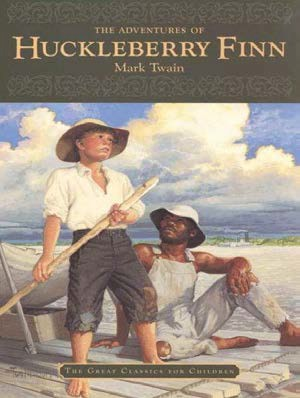 THE ADVENTURES OF
HUCKLEBERRY FINN
Mark Twain
THE GREAT CLASSICS FOR CHILDREN